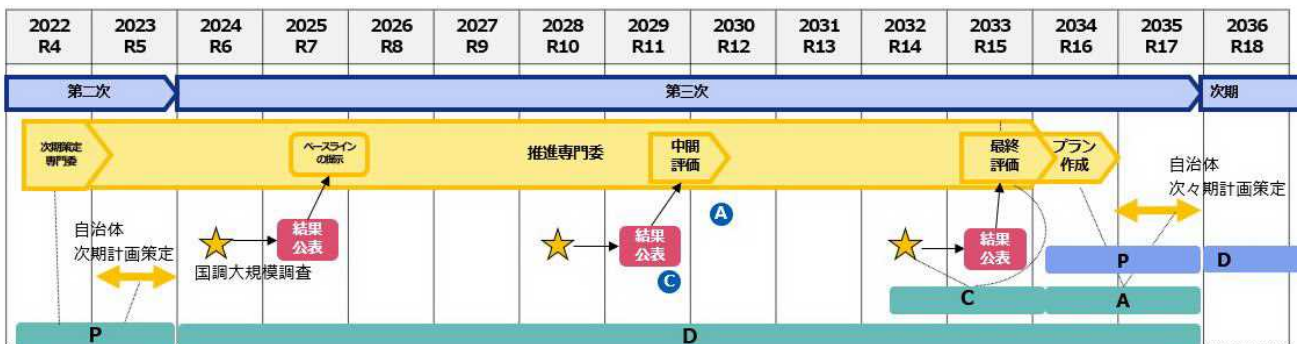 2022 2023 2024 2025 2026 2027 2028 2029 2030 2031 2032 2033 2034 2035 2036
R4 R5 R6 R7 R8 R9 R10 R11 R12 R13 R14 R15 R16 R17 R18
第二次 第三次 次期
次期策定
専門委
ベースライン
の提示
推進専門委
中間
評価
最終
評価
プラン
作成
自治体
次々期計画策定
A
自治体
次期計画策定
結果
公表
国調大規模調査
結果
公表
C
結果
公表
P D
C A
P D